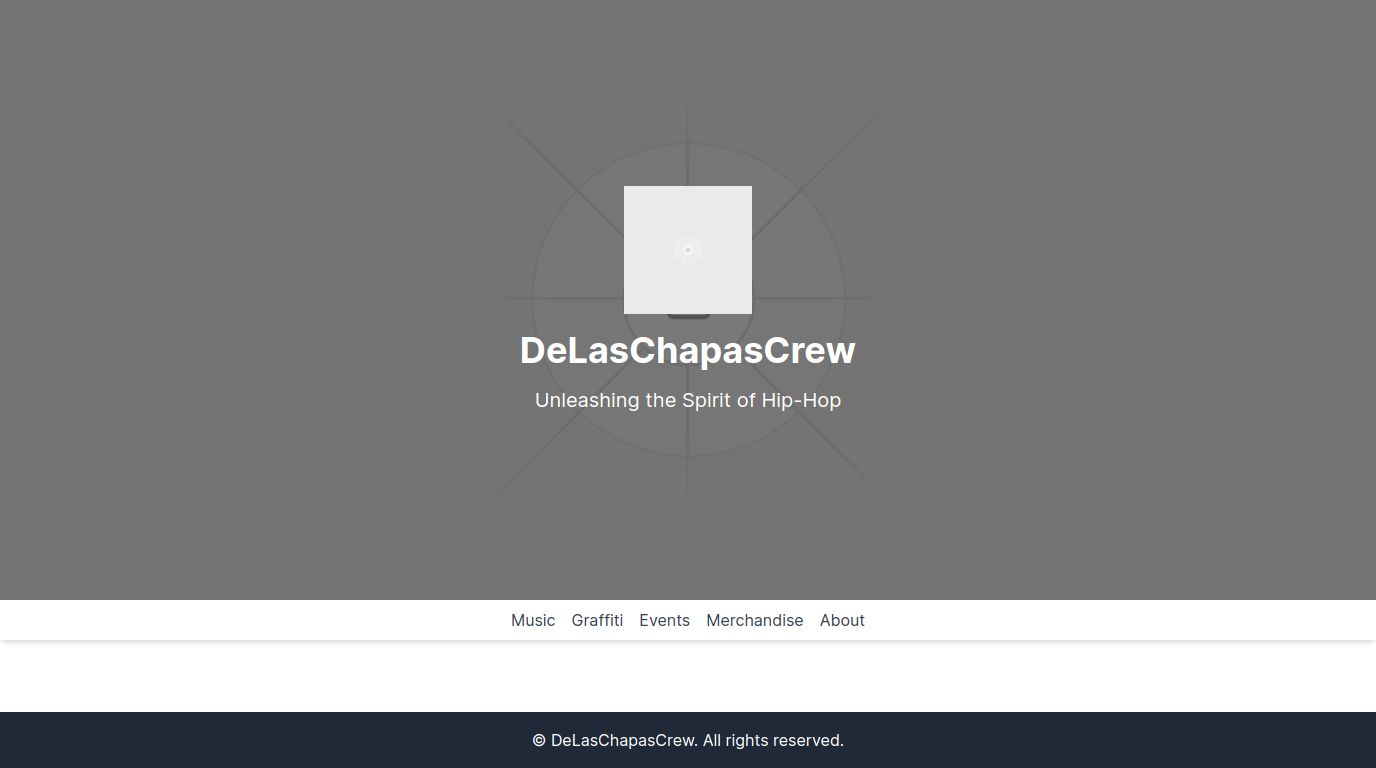 DeLasChapasCrew
Unleashing the Spirit of Hip-Hop
Music Graffiti Events Merchandise About
© DeLasChapasCrew. All rights reserved.